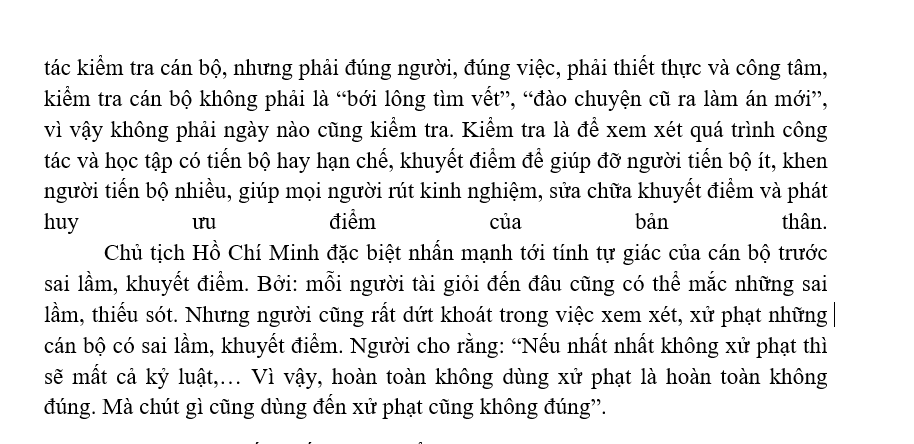 tác kiểm tra cán bộ, nhưng phải đúng người, đúng việc, phải thiết thực và công tâm,
kiểm tra cán bộ không phải là “bới lông tìm vết”, “đào chuyện cũ ra làm án mới”,
vì vậy không phải ngày nào cũng kiểm tra. Kiểm tra là để xem xét quá trình công
tác và học tập có tiến bộ hay hạn chế, khuyết điểm để giúp đỡ người tiến bộ ít, khen
người tiến bộ nhiều, giúp mọi người rút kinh nghiệm, sửa chữa khuyết điểm và phát
huy ưu điểm của bản thân.
Chủ tịch Hồ Chí Minh đặc biệt nhấn mạnh tới tính tự giác của cán bộ trước
sai lầm, khuyết điểm. Bởi: mỗi người tài giỏi đến đâu cũng có thể mắc những sai
lầm, thiếu sót. Nhưng người cũng rất dứt khoát trong việc xem xét, xử phạt những
cán bộ có sai lầm, khuyết điểm. Người cho rằng: “Nếu nhất nhất không xử phạt thì
sẽ mất cả kỷ luật,… Vì vậy, hoàn toàn không dùng xử phạt là hoàn toàn không
đúng. Mà chút gì cũng dùng đến xử phạt cũng không đúng”.